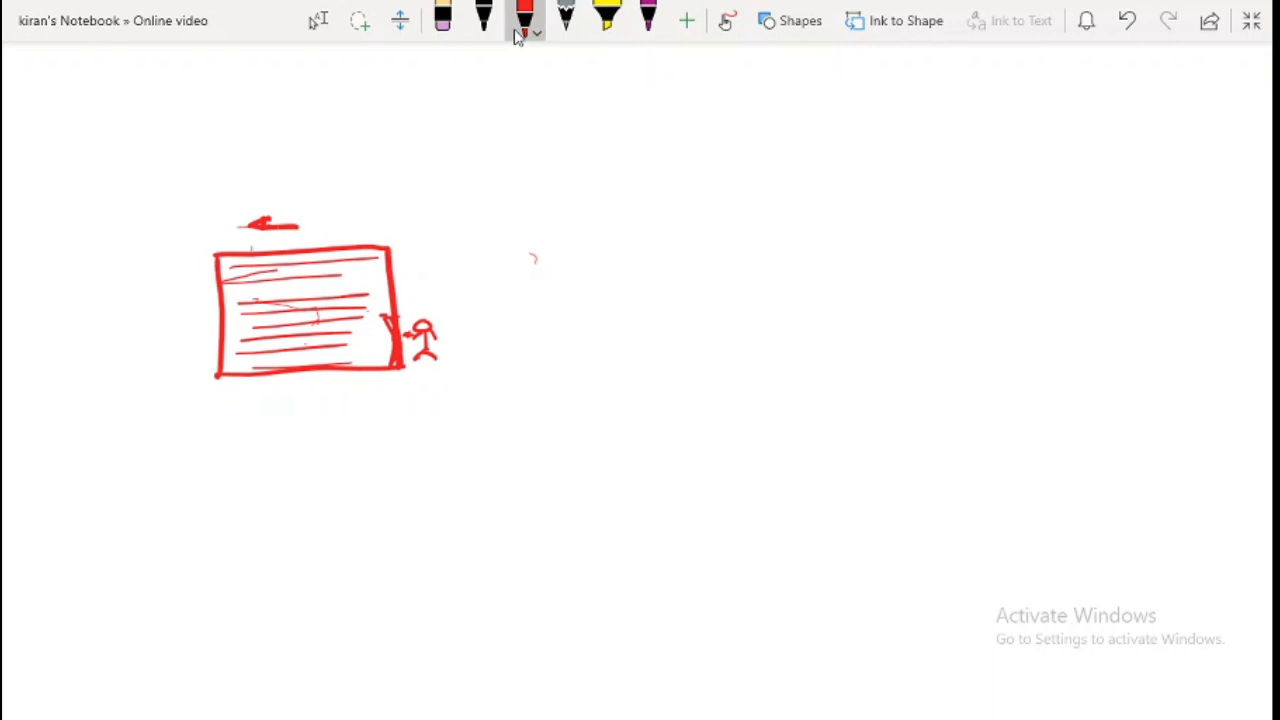 kiran's Notebook » Online video
Shapes
Ink to Shape
Ink to Text
Activate Windows
Go to Settings to activate Windows.